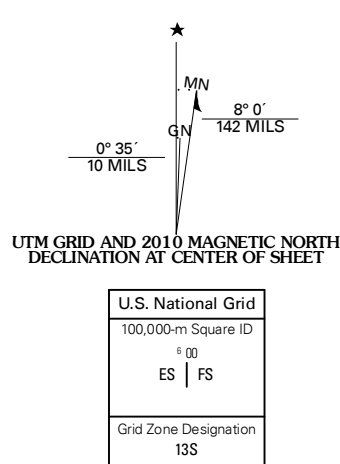 ★
MN
8° 0´
142 MILS
GN
0° 35´
10 MILS
UTM GRID AND 2010 MAGNETIC NORTH
DECLINATION AT CENTER OF SHEET
U.S. National Grid
100,000-m Square ID
6 00
ES FS
Grid Zone Designation
13S